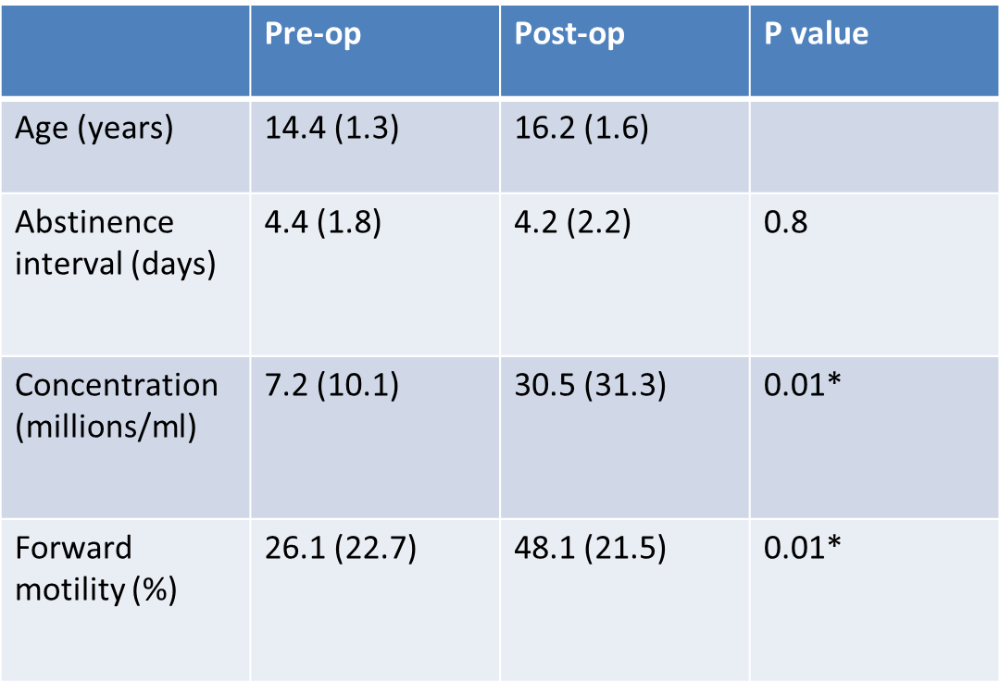 Pre-op Post-op P value
Age (years) 14.4 (1.3) 16.2 (1.6)
Abstinence 4.4 (1.8) 4.2 (2.2) 0.8
interval (days)
Concentration 7.2 (10.1) 30.5 (31.3) 0.01*
(millions/ml)
Forward 26.1 (22.7) 48.1 (21.5) 0.01*
motility (%)